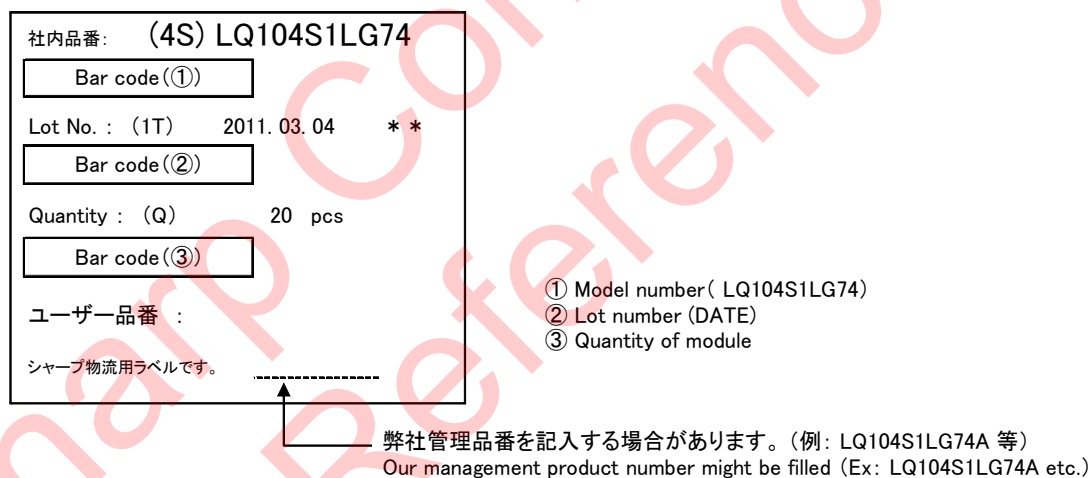 社内品番: (4S) LQ104S1LG74
Bar code(①)
Lot No. : (1T) 2011. 03. 04 * *
Bar code(②)
Quantity : (Q) 20 pcs
Bar code(③)
ユーザー品番 :
シャープ物流用ラベルです。
① Model number( LQ104S1LG74)
② Lot number (DATE)
③ Quantity of module
弊社管理品番を記入する場合があります。(例: LQ104S1LG74A 等)
Our management product number might be filled (Ex: LQ104S1LG74A etc.)